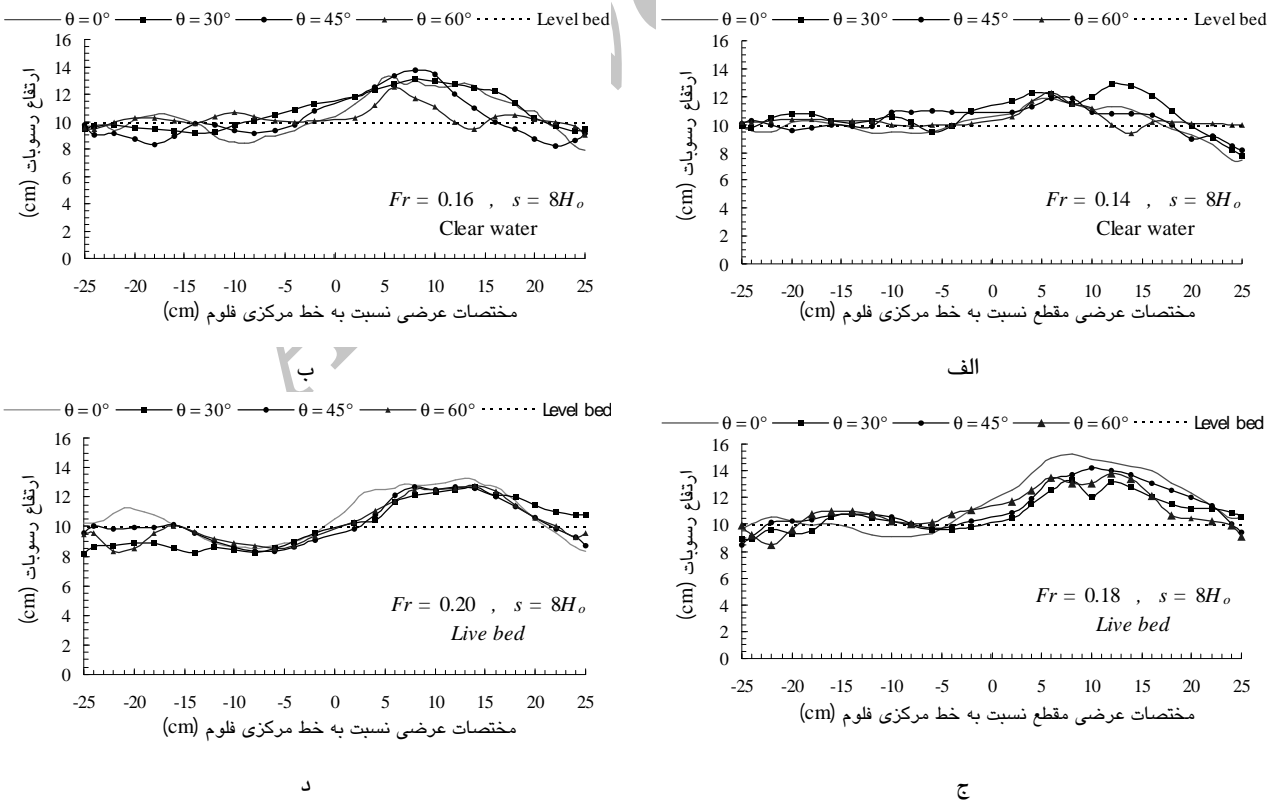 θ = 0° θ = 30° θ = 45° θ = 60° Level bed
16
14
12
10
8
6
4
2
0
ارتفاع رسوبات (cm)
Fr = 0.16 , s = 8Ho
Clear water
-25 -20 -15 -10 -5 0 5 10 15 20 25
مختصات عرضی نسبت به خط مرکزی فلوم (cm)
ب
θ = 0° θ = 30° θ = 45° θ = 60° Level bed
16
14
12
10
8
6
4
2
0
ارتفاع رسوبات (cm)
Fr = 0.14 , s = 8Ho
Clear water
-25 -20 -15 -10 -5 0 5 10 15 20 25
مختصات عرضی مقطع نسبت به خط مرکزی فلوم (cm)
الف
θ = 0° θ = 30° θ = 45° θ = 60° Level bed
16
14
12
10
8
6
4
2
0
ارتفاع رسوبات (cm)
Fr = 0.20 , s = 8Ho
Live bed
-25 -20 -15 -10 -5 0 5 10 15 20 25
مختصات عرضی نسبت به خط مرکزی فلوم (cm)
د
θ = 0° θ = 30° θ = 45° θ = 60° Level bed
16
14
12
10
8
6
4
2
0
ارتفاع رسوبات (cm)
Fr = 0.18 , s = 8Ho
Live bed
-25 -20 -15 -10 -5 0 5 10 15 20 25
مختصات عرضی مقطع نسبت به خط مرکزی فلوم (cm)
ج